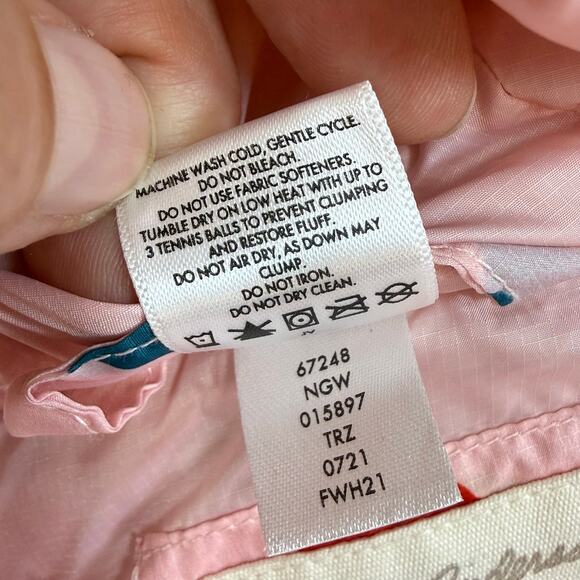 MACHINE WASH COLD, GENTLE CYCLE.
DO NOT BLEACH.
DO NOT USE FABRIC SOFTENERS.
TUMBLE DRY ON LOW HEAT WITH UP TO
3 TENNIS BALLS TO PREVENT CLUMPING
AND RESTORE FLUFF.
DO NOT AIR DRY, AS DOWN MAY
CLUMP.
DO NOT IRON.
DO NOT DRY CLEAN.
67248
NGW
015897
TRZ
0721
FWH21